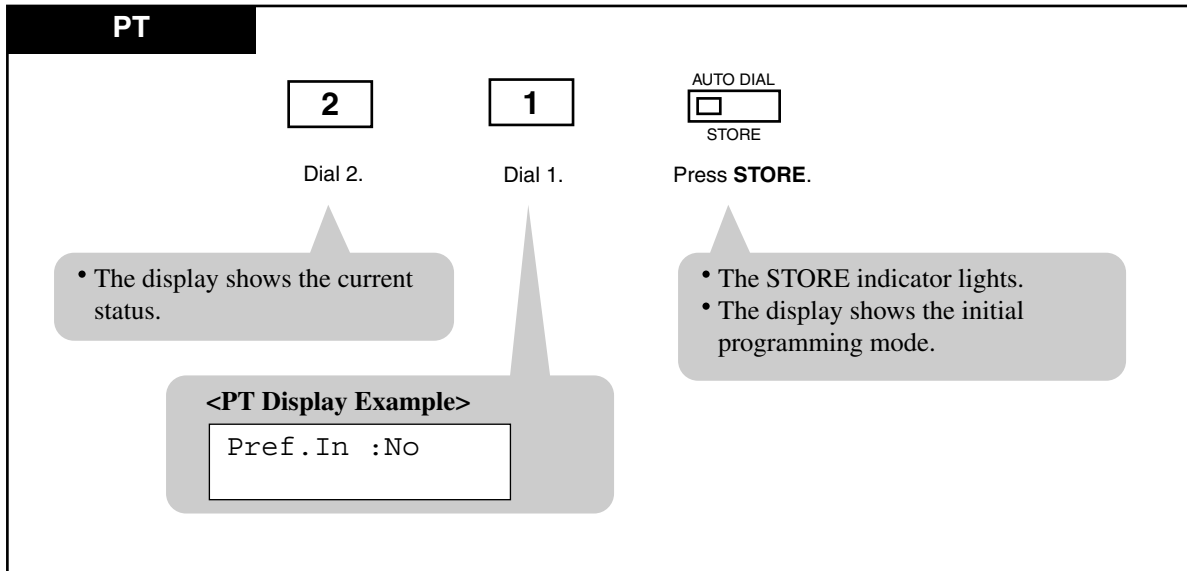 PT
2
1
AUTO DIAL
STORE
Dial 2.
Dial 1.
Press STORE.
• The display shows the current
status.
• The STORE indicator lights.
• The display shows the initial
programming mode.
<PT Display Example>
Pref.In :No